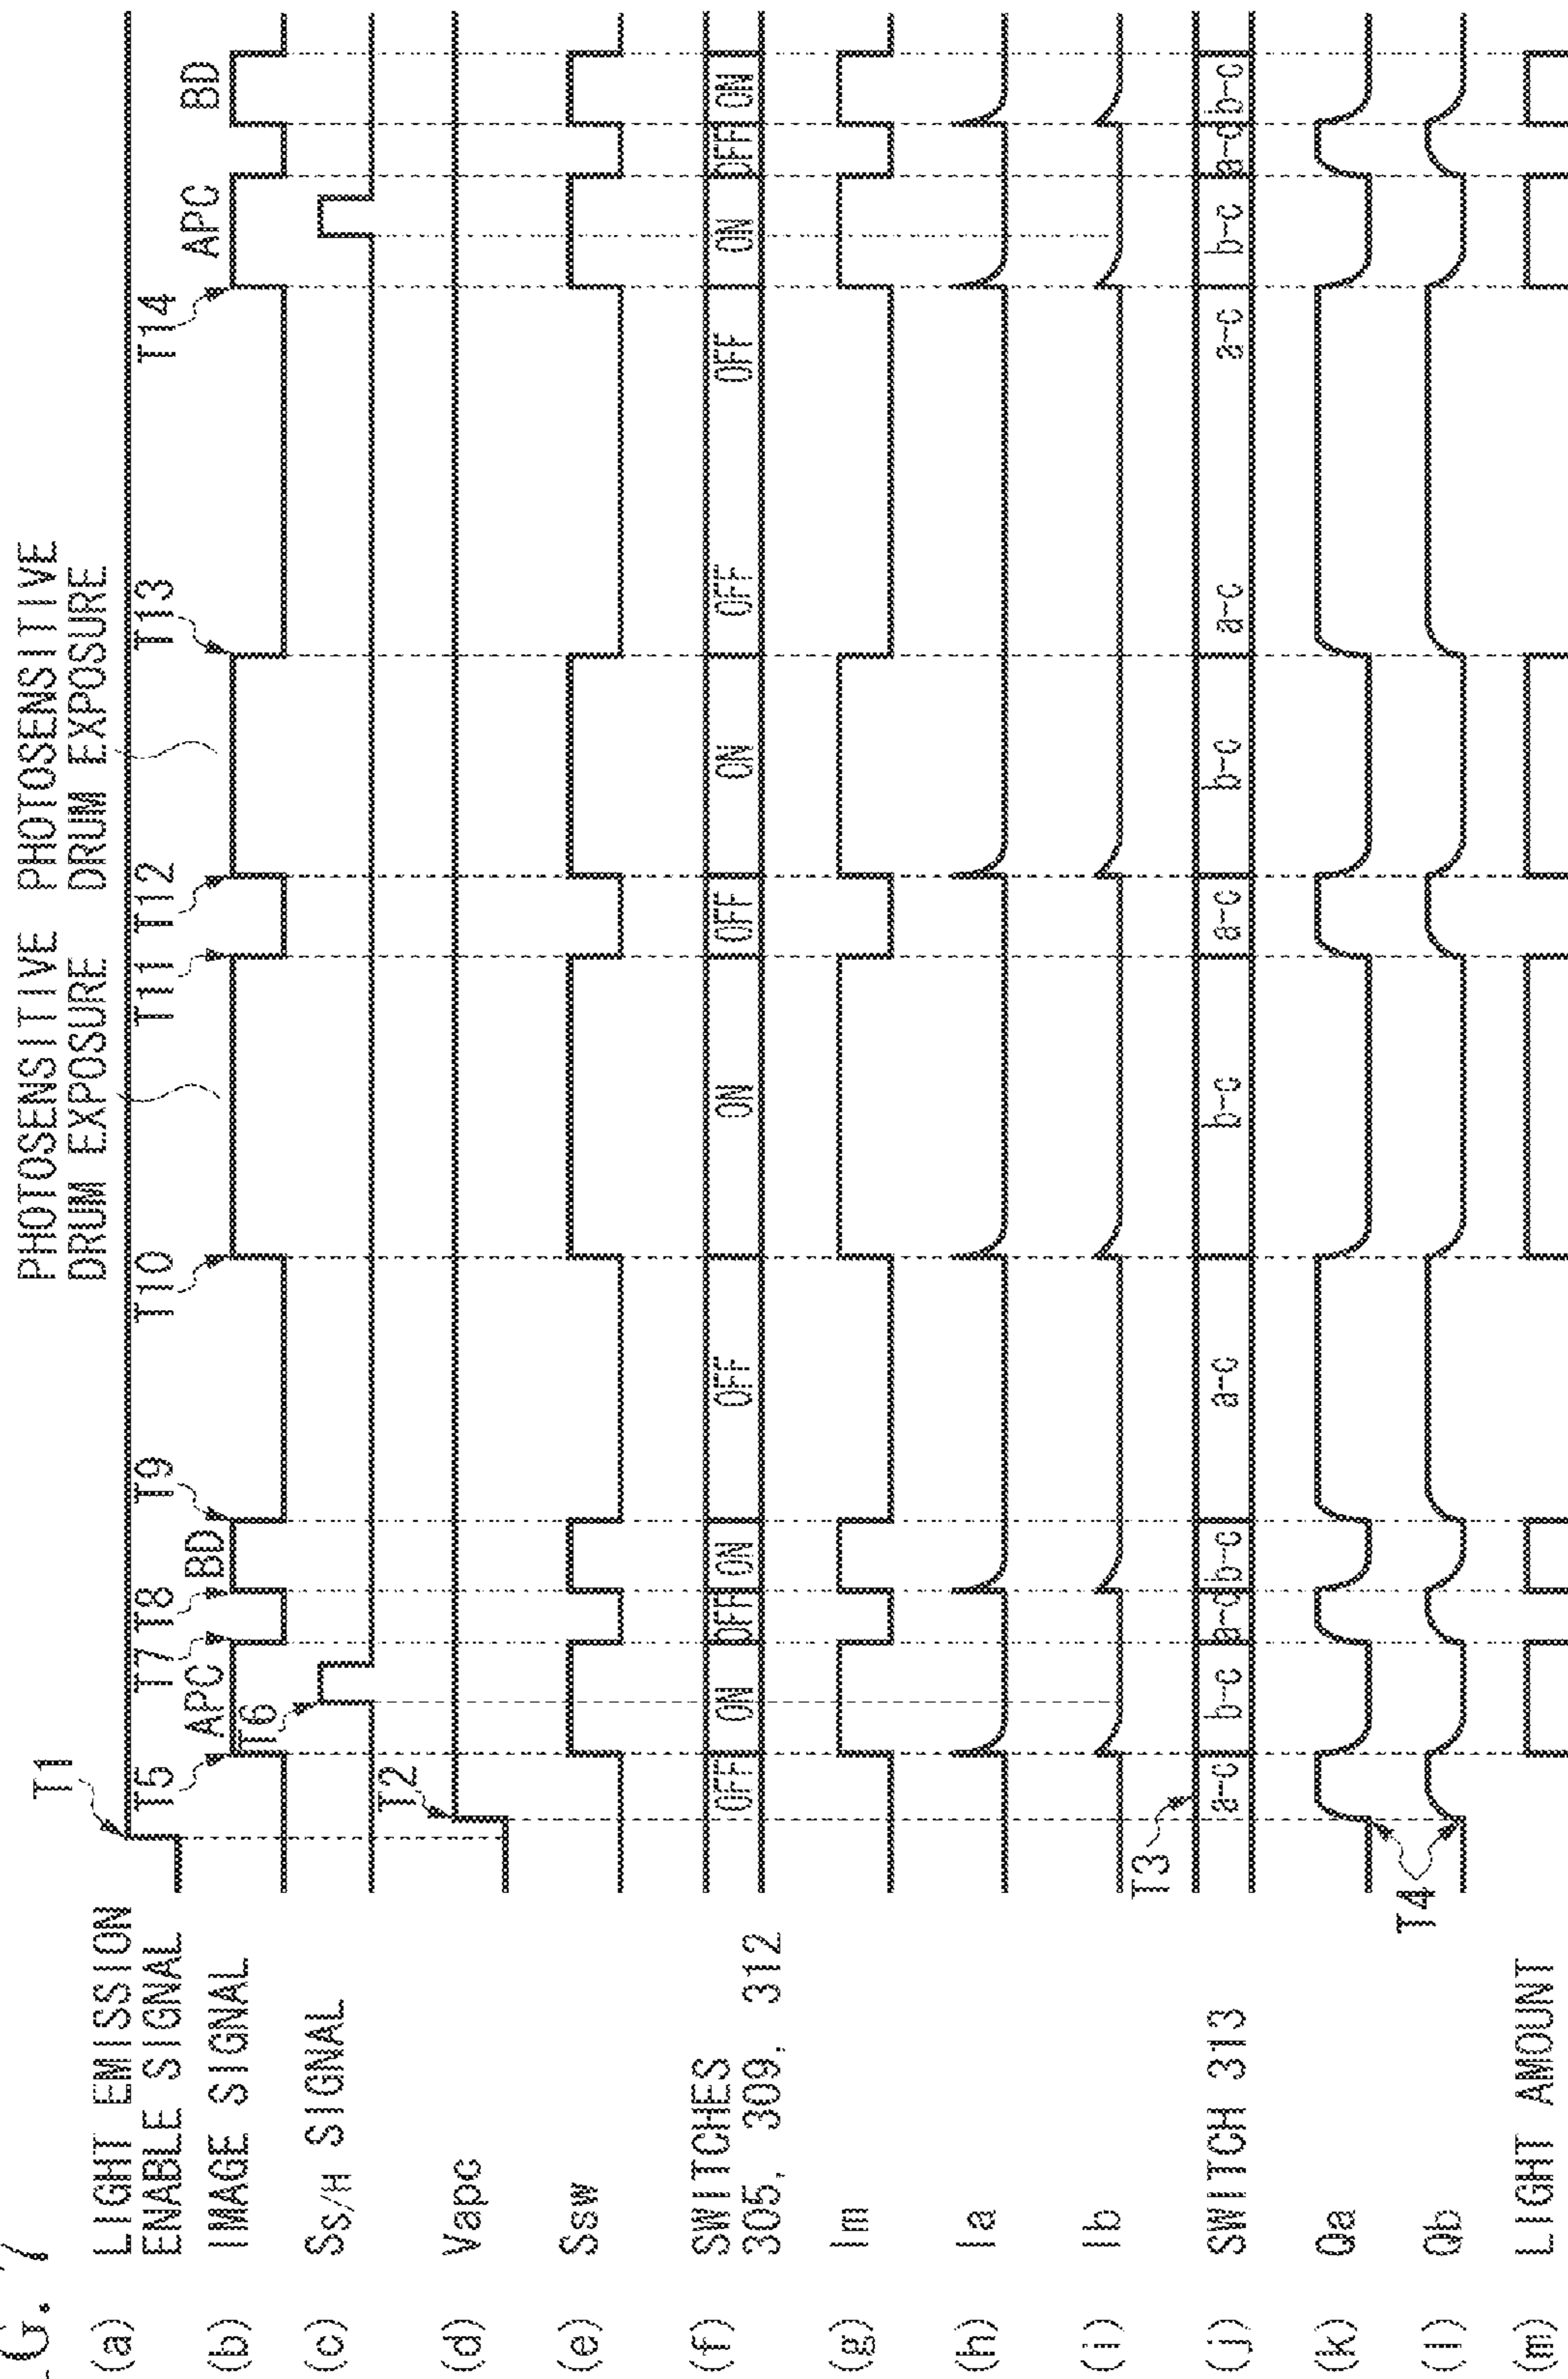 G. 7
PHOTOSENSITIVE
DRUM EXPOSURE
PHOTOSENSITIVE
DRUM EXPOSURE
(a) LIGHT EMISSION
ENABLE SIGNAL
T1
T5 T7 T8 T9 T10 T11 T12 T13 T14
(b) IMAGE SIGNAL
APC BD APC BD
(c) SS/H SIGNAL
T6
(d) Vapc
T2
(e) Ssw
(f) SWITCHES
305, 309, 312
OFF ON OFF ON OFF ON OFF ON OFF OFF ON OFF ON
(g) Im
(h) Ia
(i) Ib
T3
(j) SWITCH 313
a-c b-c a-c b-c a-c b-c a-c b-c a-c a-c b-c a-c b-c
(k) Qa
T4
(l) Qb
(m) LIGHT AMOUNT